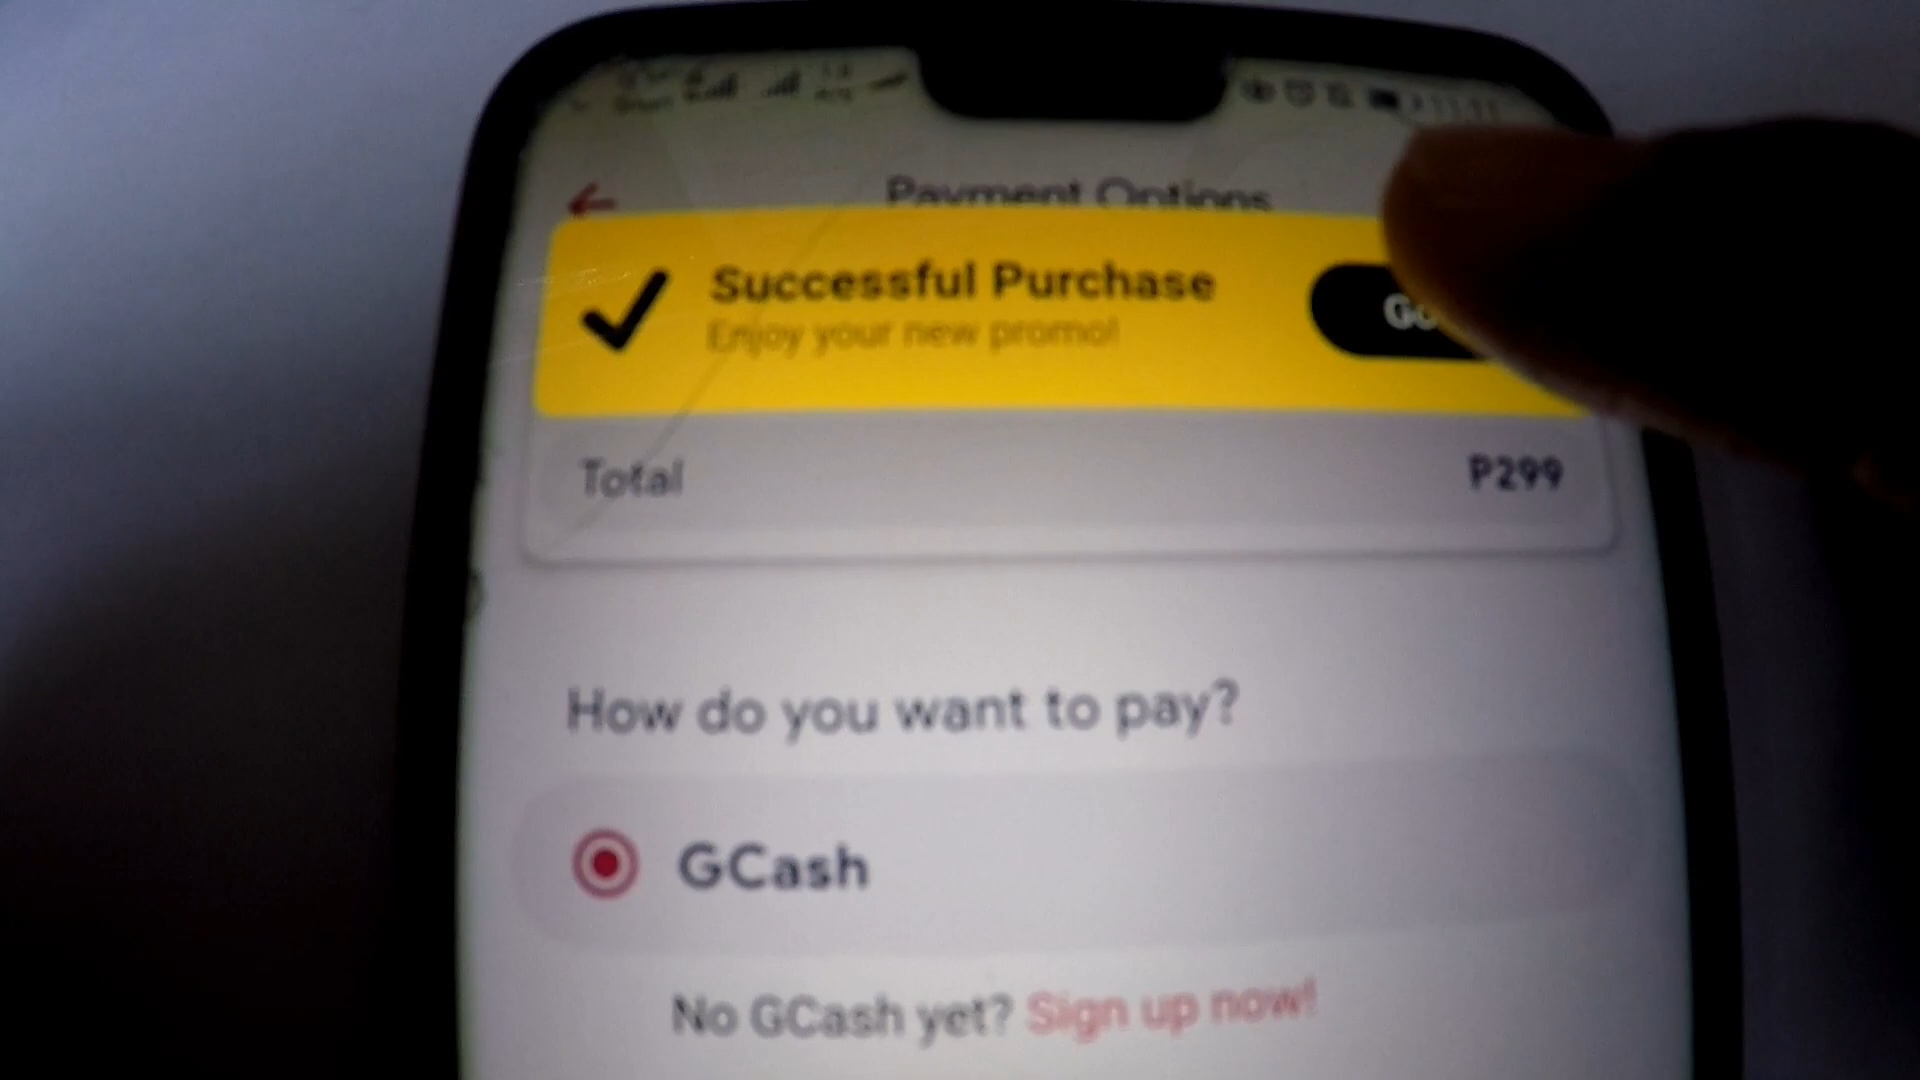 Payment Options
Successful Purchase
Enjoy your new promo!
Total
P299
How do you want to pay?
GCash
No GCash yet? Sign up now!